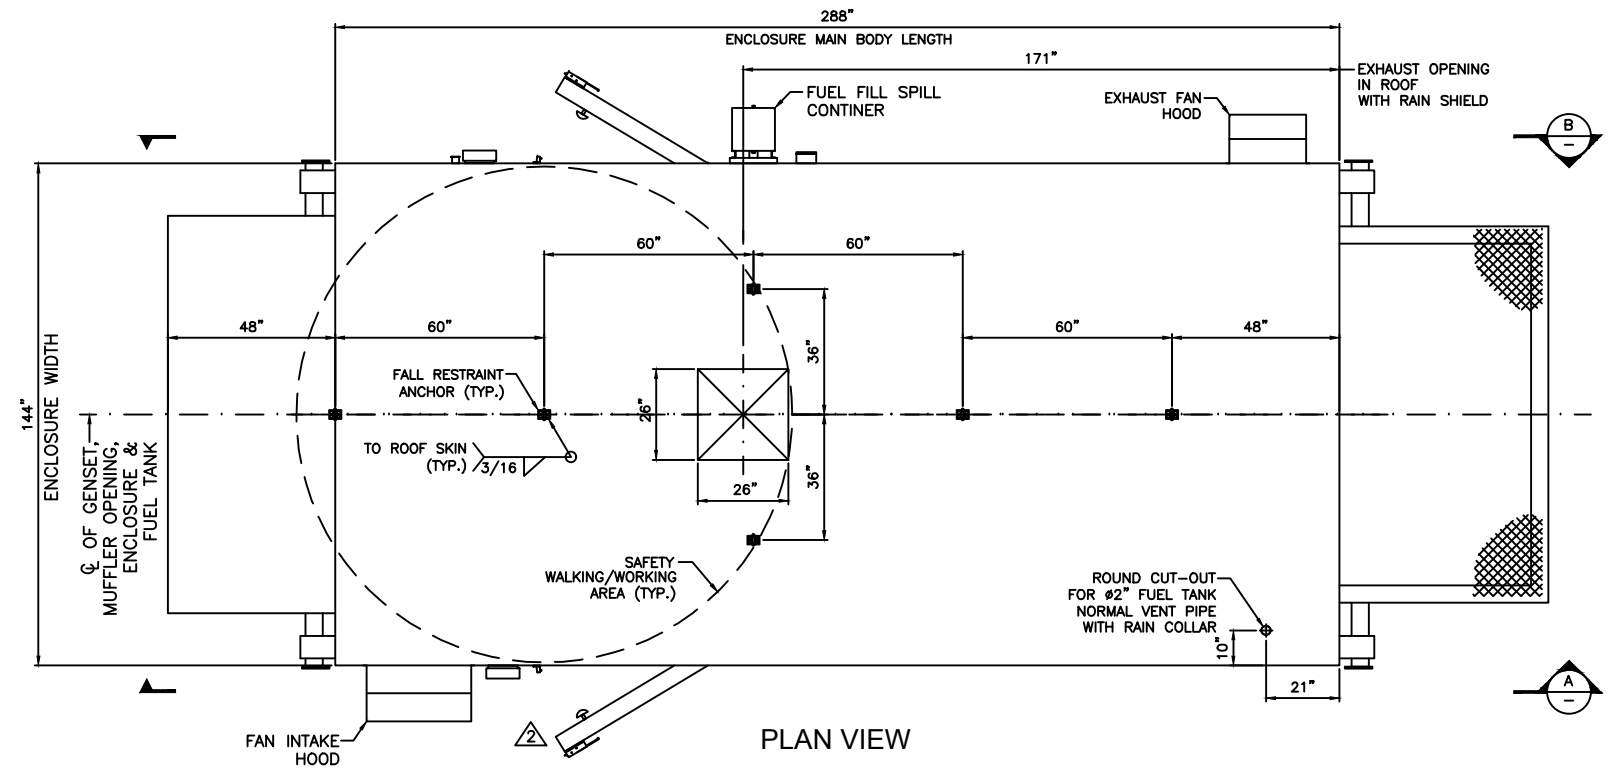 288"
ENCLOSURE MAIN BODY LENGTH
171"
EXHAUST OPENING
IN ROOF
WITH RAIN SHIELD
FUEL FILL SPILL
CONTINER
EXHAUST FAN
HOOD
B
–
60"
60"
48"
60"
60"
48"
36"
FALL RESTRAINT
ANCHOR (TYP.)
26"
144"
ENCLOSURE WIDTH
℄ OF GENSET,
MUFFLER OPENING,
ENCLOSURE &
FUEL TANK
TO ROOF SKIN
(TYP.)
3/16
36"
26"
SAFETY
WALKING/WORKING
AREA (TYP.)
ROUND CUT-OUT
FOR ø2" FUEL TANK
NORMAL VENT PIPE
WITH RAIN COLLAR
10"
21"
A
–
FAN INTAKE
HOOD
2
PLAN VIEW